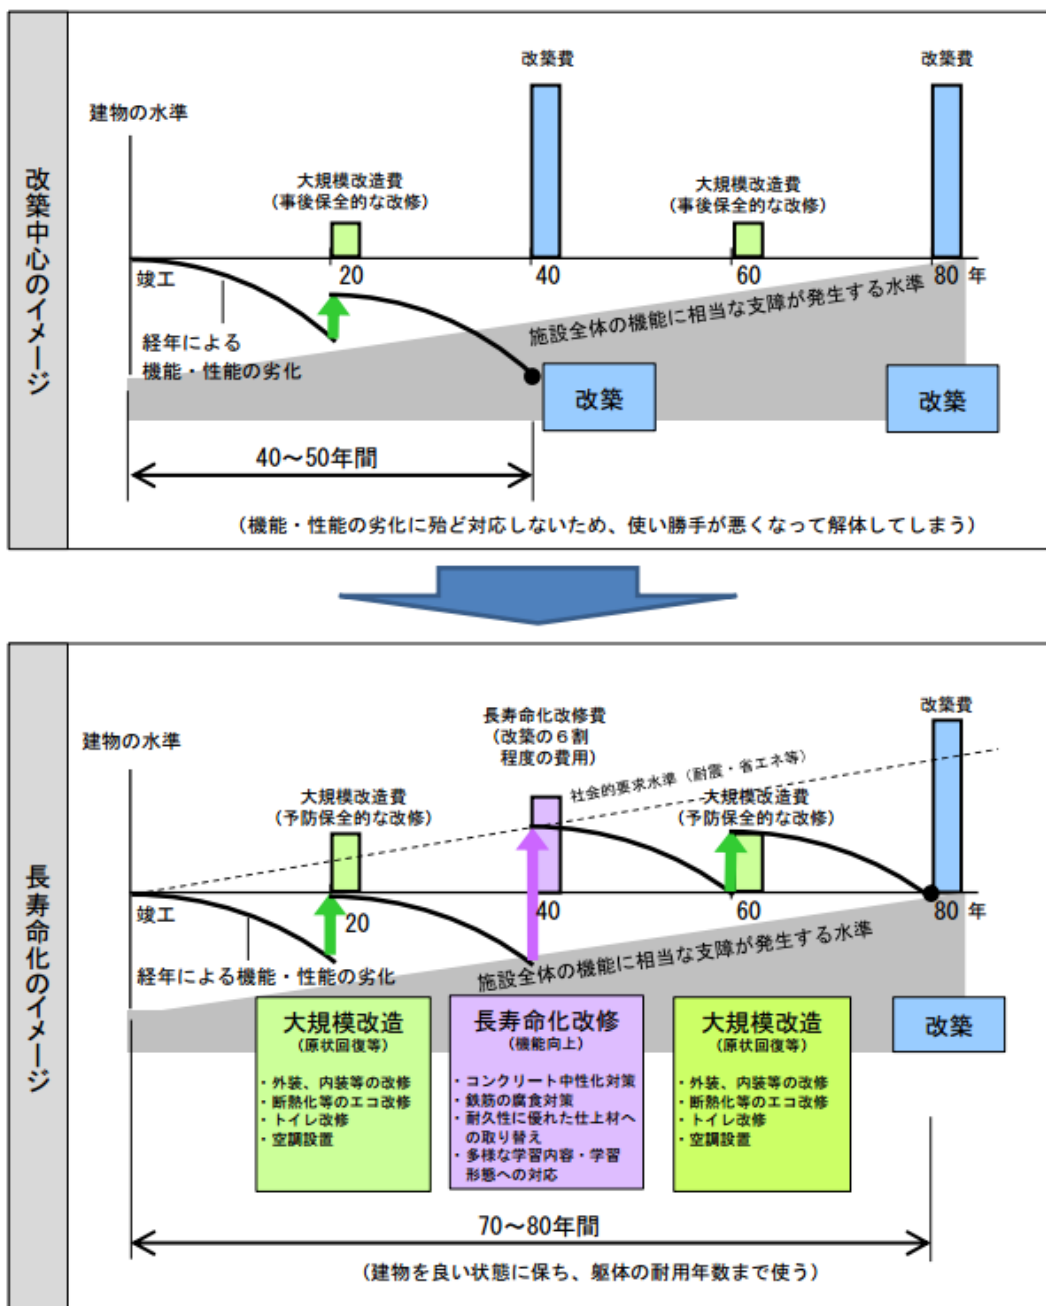 改築中心のイメージ
改築費
改築費
建物の水準
大規模改造費
（事後保全的な改修）
大規模改造費
（事後保全的な改修）
竣工
20
40
60
80 年
施設全体の機能に相当な支障が発生する水準
経年による
機能・性能の劣化
改築
改築
40～50年間
（機能・性能の劣化に殆ど対応しないため、使い勝手が悪くなって解体してしまう）
長寿命化のイメージ
改築費
長寿命化改修費
（改築の６割
程度の費用）
建物の水準
社会的要求水準（耐震・省エネ等）
大規模改造費
（予防保全的な改修）
大規模改造費
（予防保全的な改修）
竣工
20
40
60
80 年
施設全体の機能に相当な支障が発生する水準
経年による機能・性能の劣化
大規模改造
（原状回復等）
・外装、内装等の改修
・断熱化等のエコ改修
・トイレ改修
・空調設置
長寿命化改修
（機能向上）
・コンクリート中性化対策
・鉄筋の腐食対策
・耐久性に優れた仕上材へ
の取り替え
・多様な学習内容・学習
形態への対応
大規模改造
（原状回復等）
・外装、内装等の改修
・断熱化等のエコ改修
・トイレ改修
・空調設置
改築
70～80年間
（建物を良い状態に保ち、躯体の耐用年数まで使う）